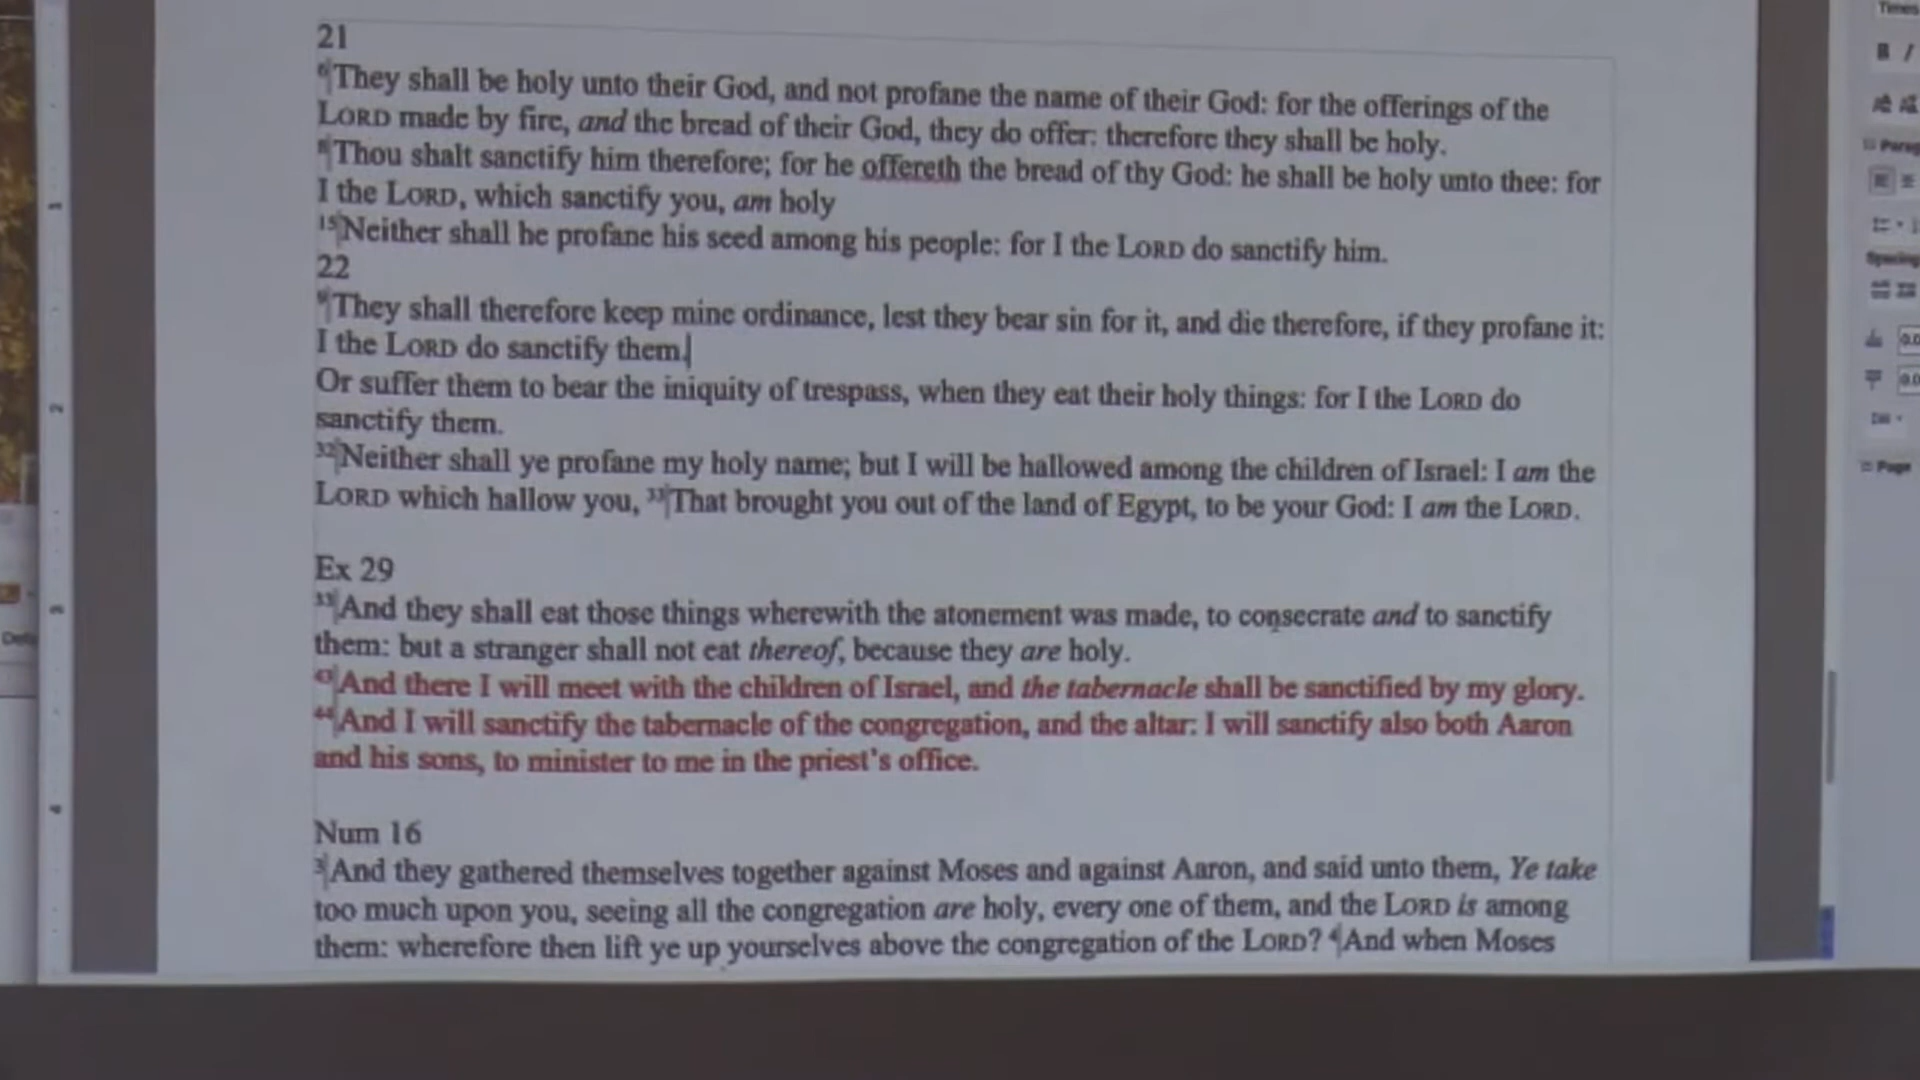 21
6They shall be holy unto their God, and not profane the name of their God: for the offerings of the
LORD made by fire, and the bread of their God, they do offer: therefore they shall be holy.
8Thou shalt sanctify him therefore; for he offereth the bread of thy God: he shall be holy unto thee: for
I the LORD, which sanctify you, am holy
15Neither shall he profane his seed among his people: for I the LORD do sanctify him.
22
9They shall therefore keep mine ordinance, lest they bear sin for it, and die therefore, if they profane it:
I the LORD do sanctify them.
Or suffer them to bear the iniquity of trespass, when they eat their holy things: for I the LORD do
sanctify them.
32Neither shall ye profane my holy name; but I will be hallowed among the children of Israel: I am the
LORD which hallow you, 33That brought you out of the land of Egypt, to be your God: I am the LORD.
Ex 29
33And they shall eat those things wherewith the atonement was made, to consecrate and to sanctify
them: but a stranger shall not eat thereof, because they are holy.
43And there I will meet with the children of Israel, and the tabernacle shall be sanctified by my glory.
44And I will sanctify the tabernacle of the congregation, and the altar: I will sanctify also both Aaron
and his sons, to minister to me in the priest's office.
Num 16
3And they gathered themselves together against Moses and against Aaron, and said unto them, Ye take
too much upon you, seeing all the congregation are holy, every one of them, and the LORD is among
them: wherefore then lift ye up yourselves above the congregation of the LORD? 4And when Moses
1
2
3
4
Times
B I
Parag
Spacing
0.0
0.0
Page